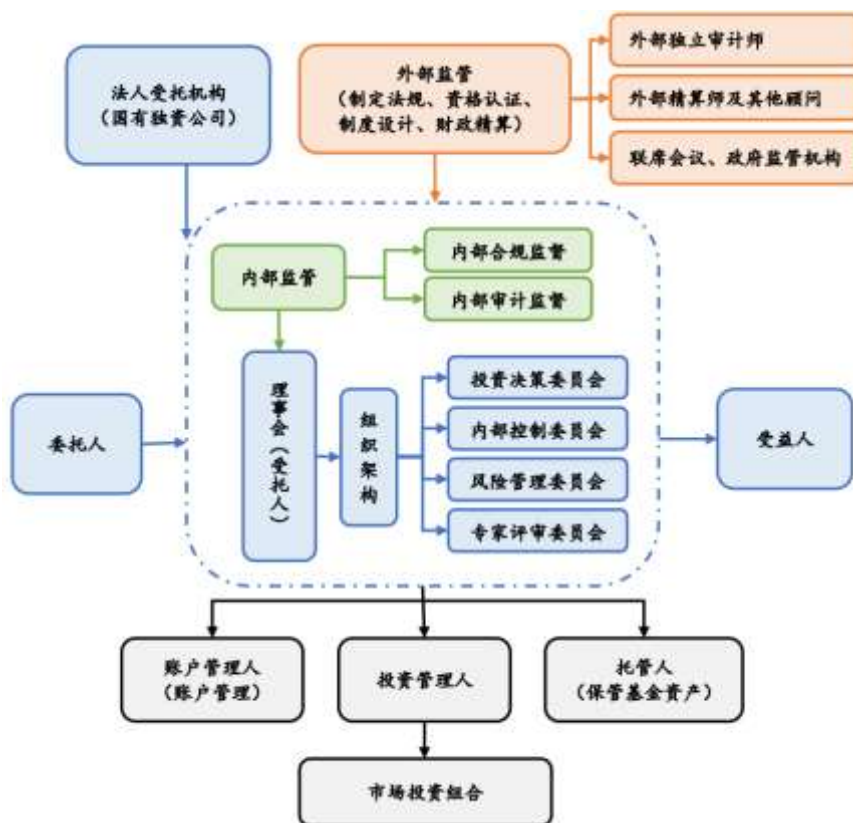 法人受托机构
（国有独资公司）
外部监管
（制定法规、资格认证、
制度设计、财政精算）
外部独立审计师
外部精算师及其他顾问
联席会议、政府监管机构
内部监管
内部合规监督
内部审计监督
委托人
理事会（受托人）
组织架构
投资决策委员会
内部控制委员会
风险管理委员会
专家评审委员会
受益人
账户管理人
（账户管理）
投资管理人
托管人
（保管基金资产）
市场投资组合